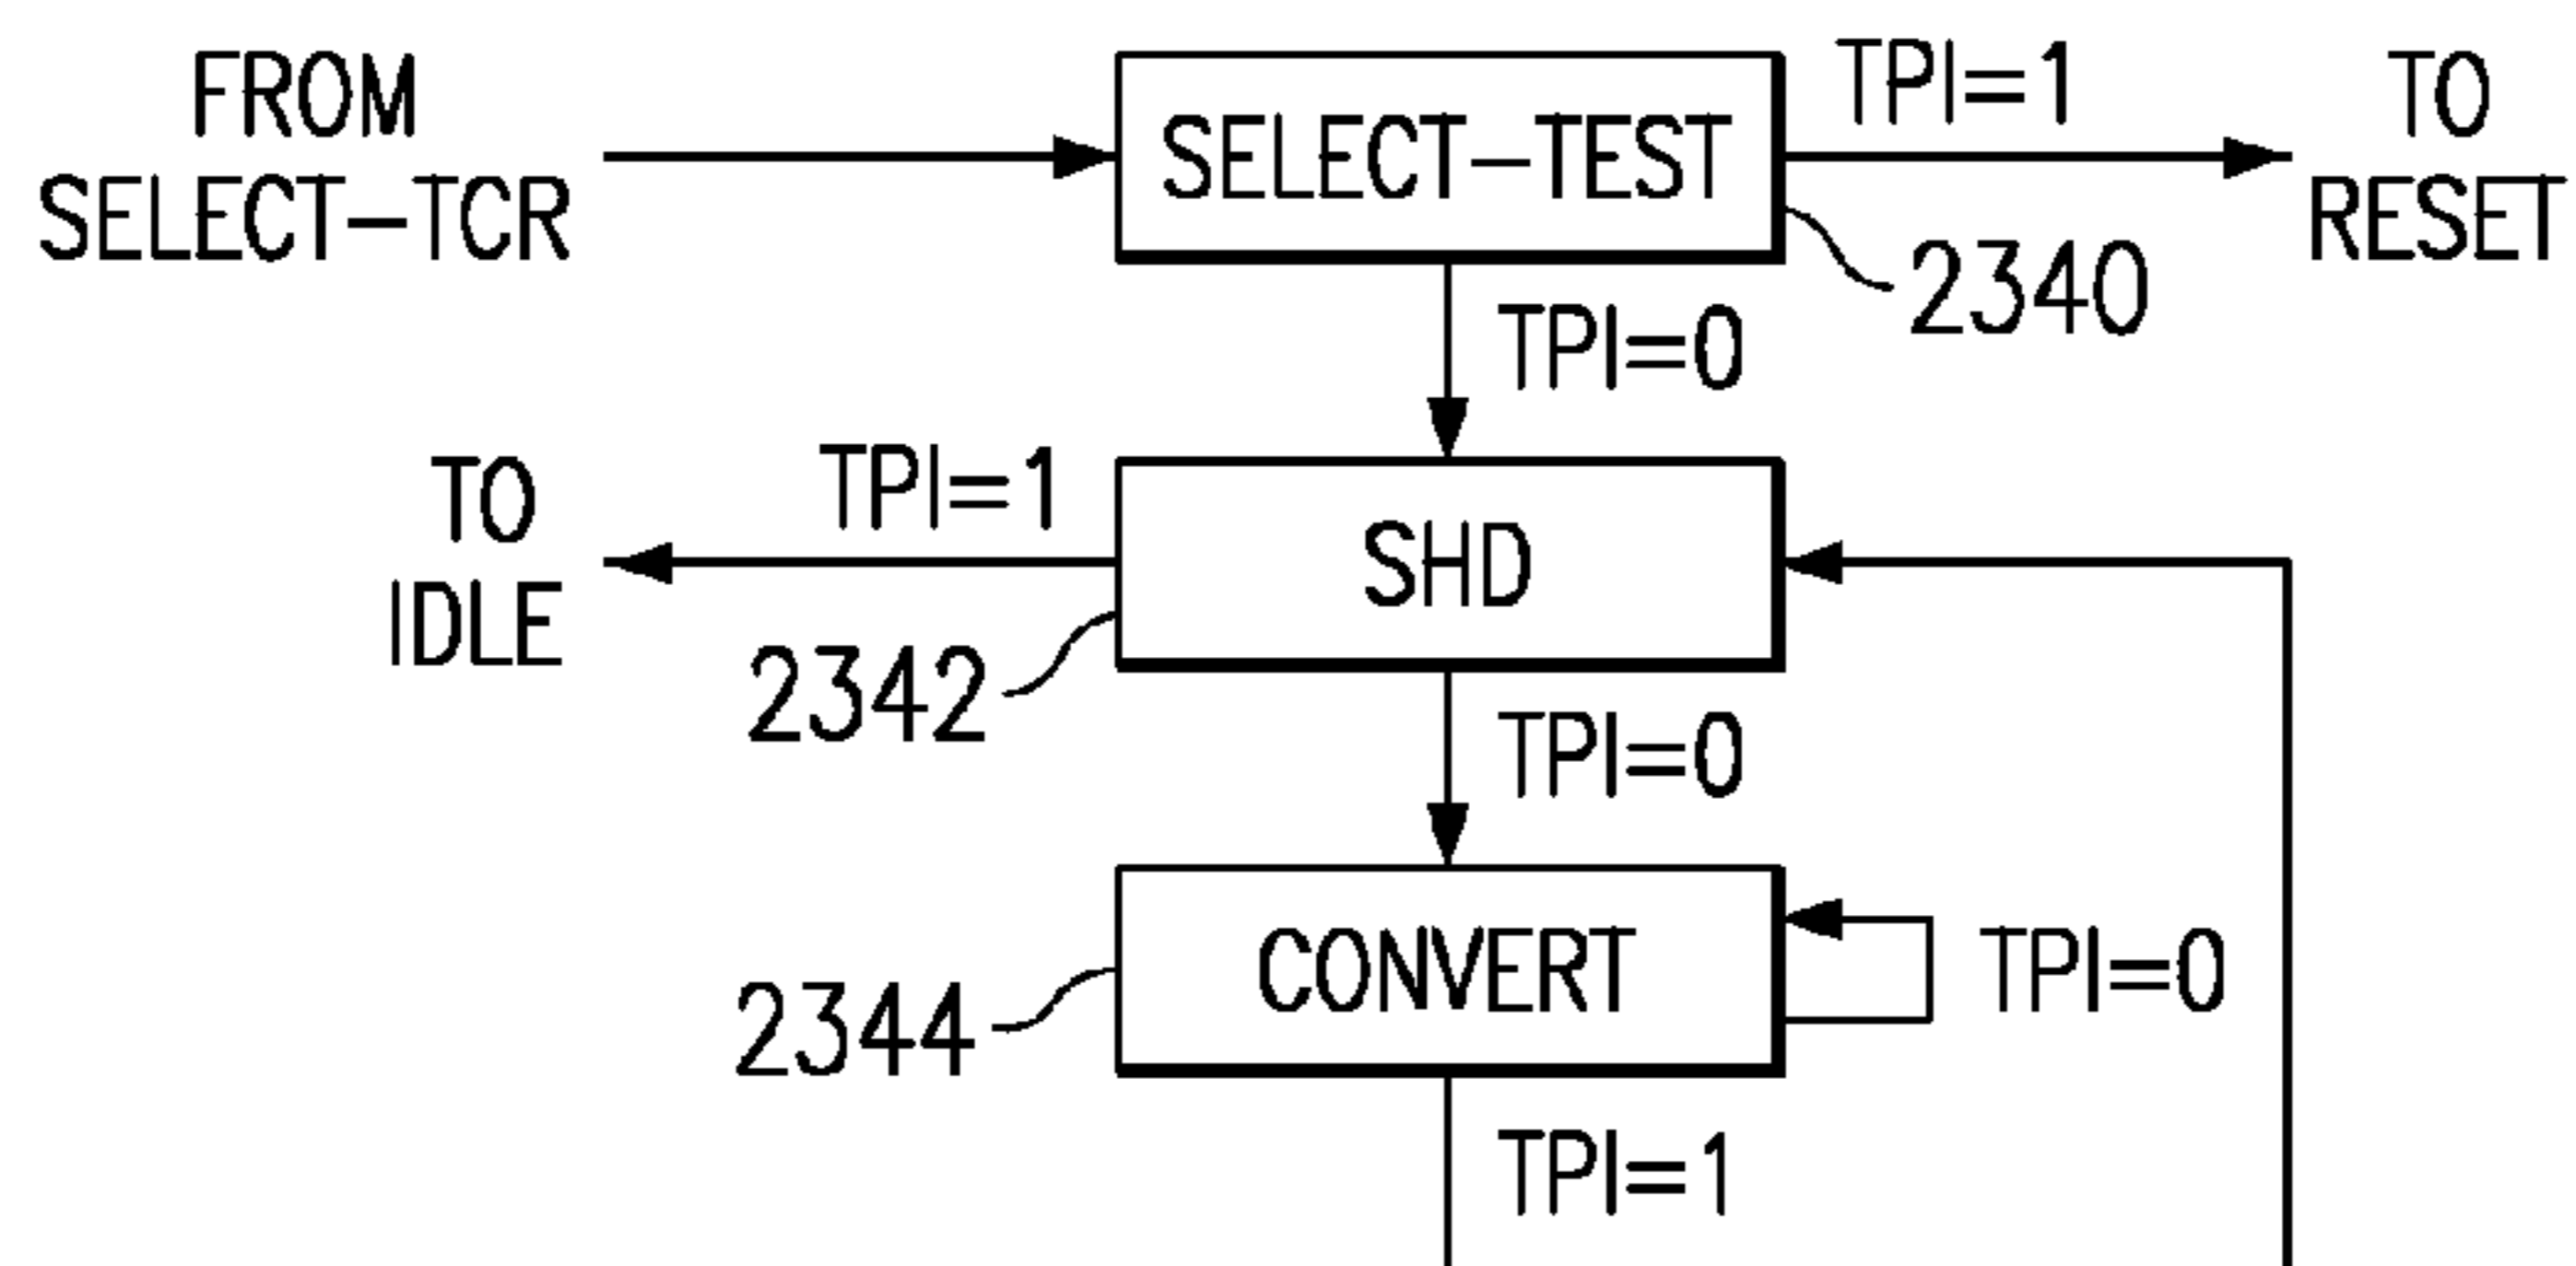 FROM
SELECT-TCR
SELECT-TEST
TPI=1
TO
RESET
2340
TPI=0
TO
IDLE
TPI=1
SHD
2342
TPI=0
CONVERT
TPI=0
2344
TPI=1